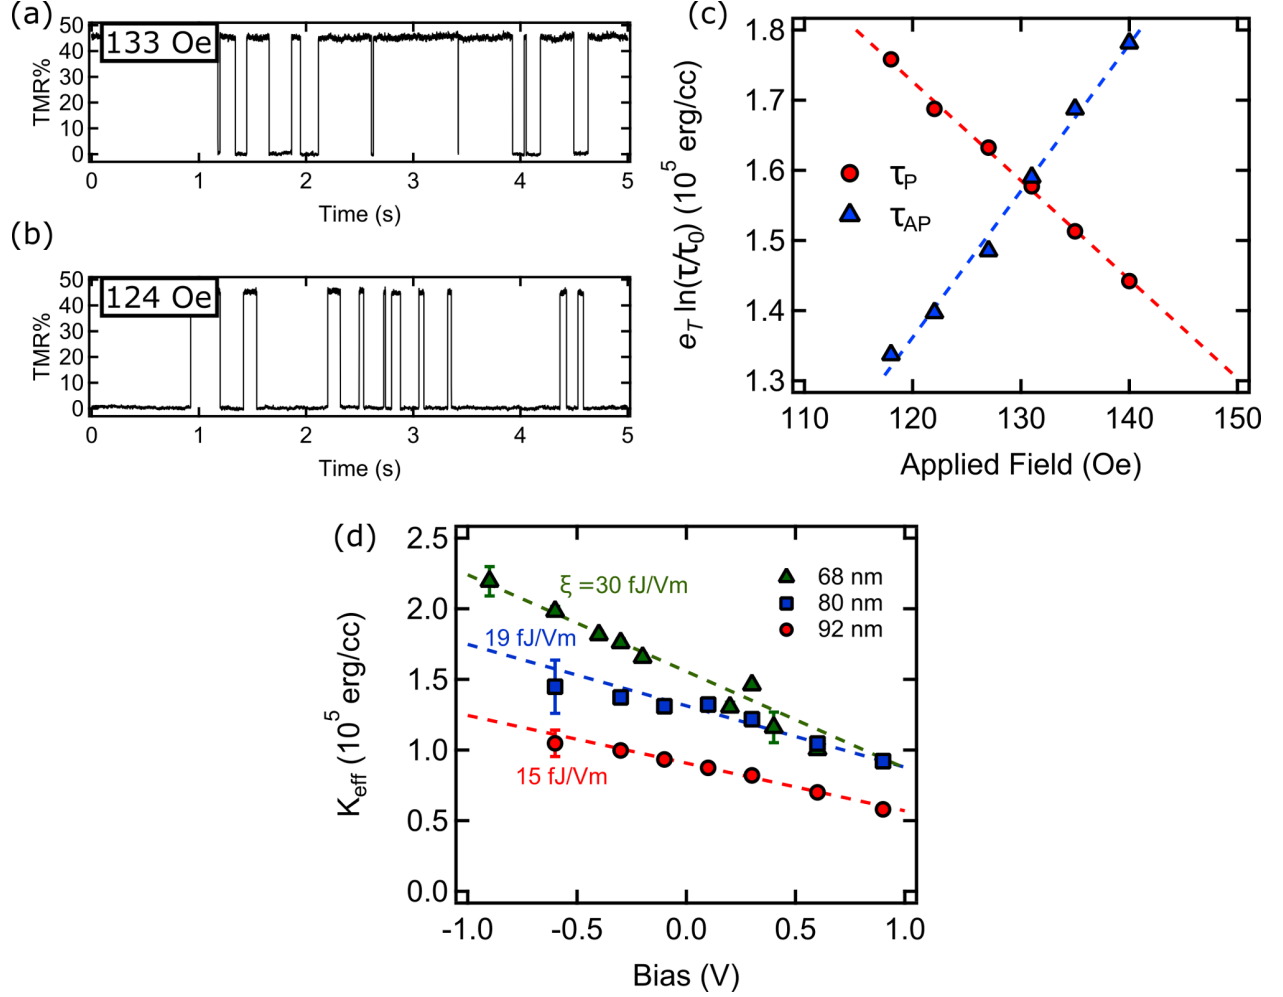 (a)
133 Oe
TMR%
50
40
30
20
10
0
0 1 2 3 4 5
Time (s)
(b)
124 Oe
TMR%
50
40
30
20
10
0
0 1 2 3 4 5
Time (s)
(c)
e_T ln(τ/τ_0) (10^5 erg/cc)
1.8
1.7
1.6
1.5
1.4
1.3
τ_P
τ_AP
110 120 130 140 150
Applied Field (Oe)
(d)
K_eff (10^5 erg/cc)
2.5
2.0
1.5
1.0
0.5
0.0
ξ =30 fJ/Vm
19 fJ/Vm
15 fJ/Vm
68 nm
80 nm
92 nm
-1.0 -0.5 0.0 0.5 1.0
Bias (V)